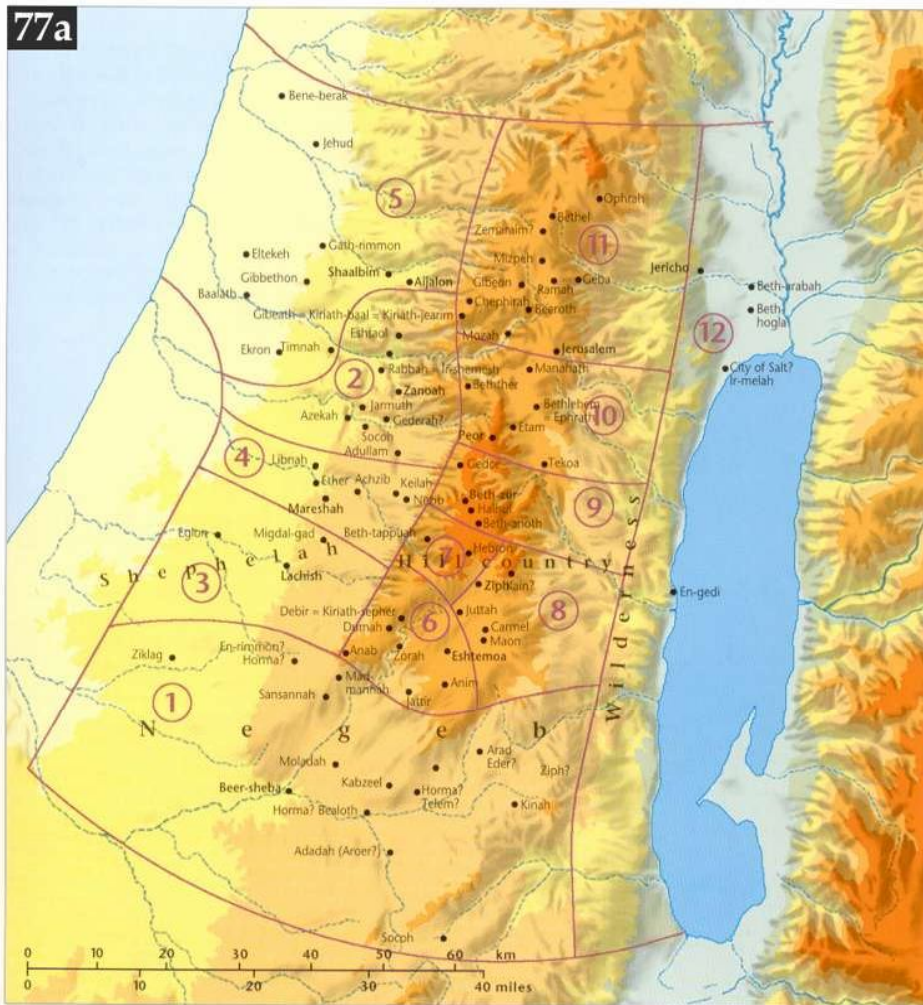 77a
Bene-berak
Jehud
5
Ophrah
Bethel
Zemaraim?
11
Gath-rimmon
Eltekeh
Mizpeh
Shaalbim
Jericho
Gibbethon
Aijalon
Gibeon
Ramah
Geba
Beth-arabah
Baalath
Chephirah
Beeroth
Beth-
hogla
Gibeath = Kiriath-baal = Kiriath-jearim
Eshtaol
Mozah
12
Ekron
Timnah
Jerusalem
Rabbah = Ir-shemesh
Manahath
City of Salt?
Ir-melah
2
Zanoah
Bethther
Jarmuth
Bethlehem
= Ephrath
10
Azekah
Gederah?
Socoh
Etam
Adullam
Peor
4
Libnah
Gedor
Tekoa
Ether
Achzib
Keilah
Mareshah
Nezib
Beth-zur
Halhul
9
Eglon
Migdal-gad
Beth-tappuah
Beth-anoth
Shephelah
7
Hebron
Hill country
Lachish
3
Ziph
Kain?
En-gedi
Wilderness
Debir = Kiriath-sepher
6
Juttah
8
Dumah
Carmel
Maon
En-rimmon?
Horma?
Ziklag
Anab
Zorah
Eshtemoa
Mad-
mannah
Anim
Sansannah
Jattir
1
Negeb
Moladah
Arad
Eder?
Ziph?
Beer-sheba
Kabzeel
Horma?
Telem?
Kinah
Horma? Bealoth
Adadah (Aroer?)
Socoh
0 10 20 30 40 50 60 km
0 10 20 30 40 miles